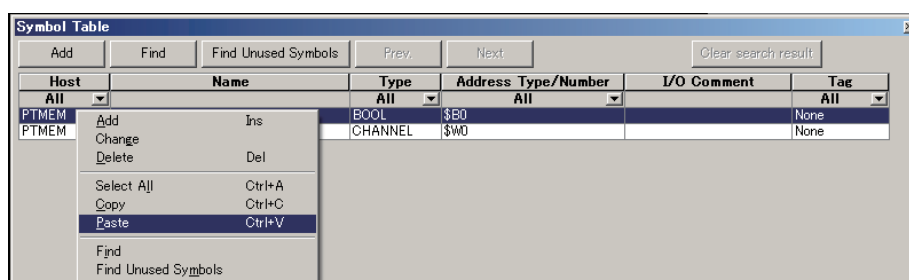 Symbol Table
Add Find Find Unused Symbols Prev. Next Clear search result
Host Name Type Address Type/Number I/O Comment Tag
All All All All
PTMEM BOOL $B0 None
PTMEM CHANNEL $W0 None
Add Ins
Change
Delete Del
Select All Ctrl+A
Copy Ctrl+C
Paste Ctrl+V
Find
Find Unused Symbols